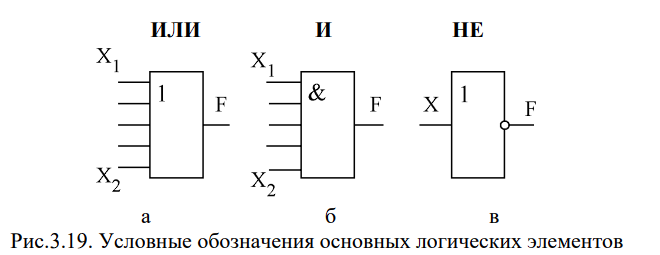 ИЛИ И НЕ
X1 X1
1 & 1
F F X F
X2 X2
а б в
Рис.3.19. Условные обозначения основных логических элементов